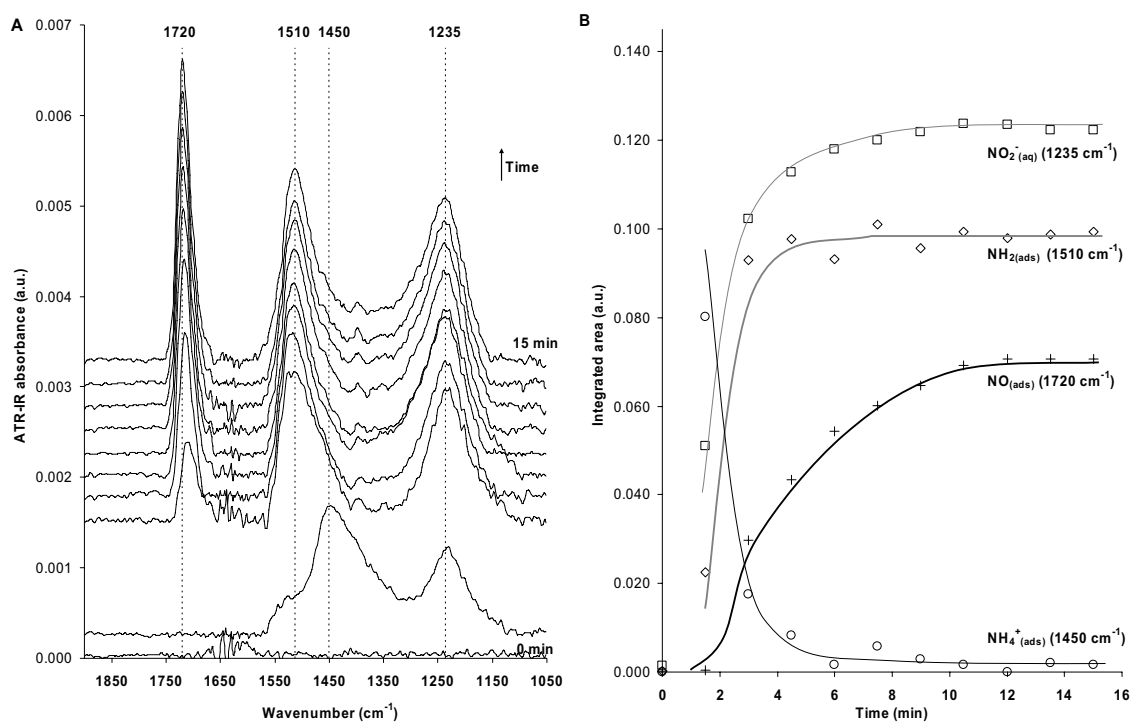 A
1720
1510 1450
1235
0.007
0.006
0.005
0.004
0.003
0.002
0.001
0.000
ATR-IR absorbance (a.u.)
Time
15 min
0 min
1850 1750 1650 1550 1450 1350 1250 1150 1050
Wavenumber (cm⁻¹)
B
0.140
0.120
0.100
0.080
0.060
0.040
0.020
0.000
Integrated area (a.u.)
NO₂⁻(aq) (1235 cm⁻¹)
NH₂(ads) (1510 cm⁻¹)
NO(ads) (1720 cm⁻¹)
NH₄⁺(ads) (1450 cm⁻¹)
0 2 4 6 8 10 12 14 16
Time (min)